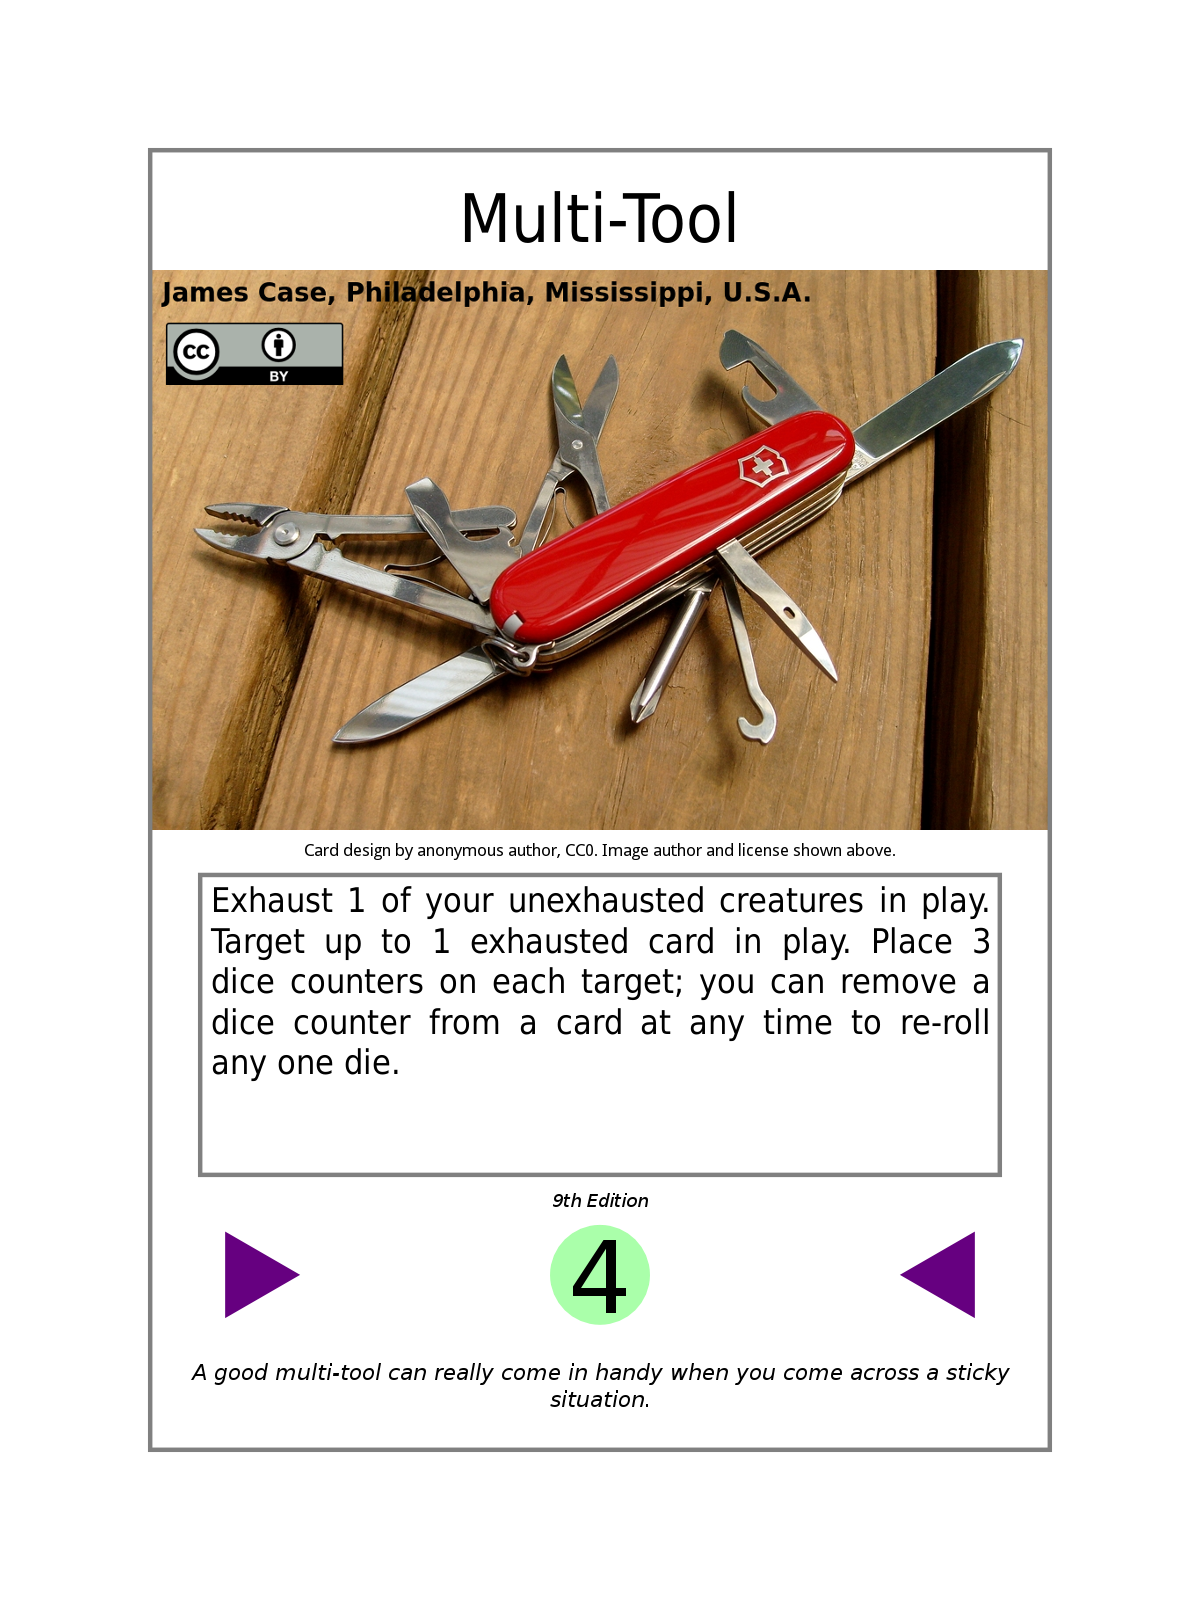 Multi-Tool
James Case, Philadelphia, Mississippi, U.S.A.
cc
BY
Card design by anonymous author, CC0. Image author and license shown above.
Exhaust 1 of your unexhausted creatures in play.
Target up to 1 exhausted card in play. Place 3
dice counters on each target; you can remove a
dice counter from a card at any time to re-roll
any one die.
9th Edition
4
A good multi-tool can really come in handy when you come across a sticky
situation.